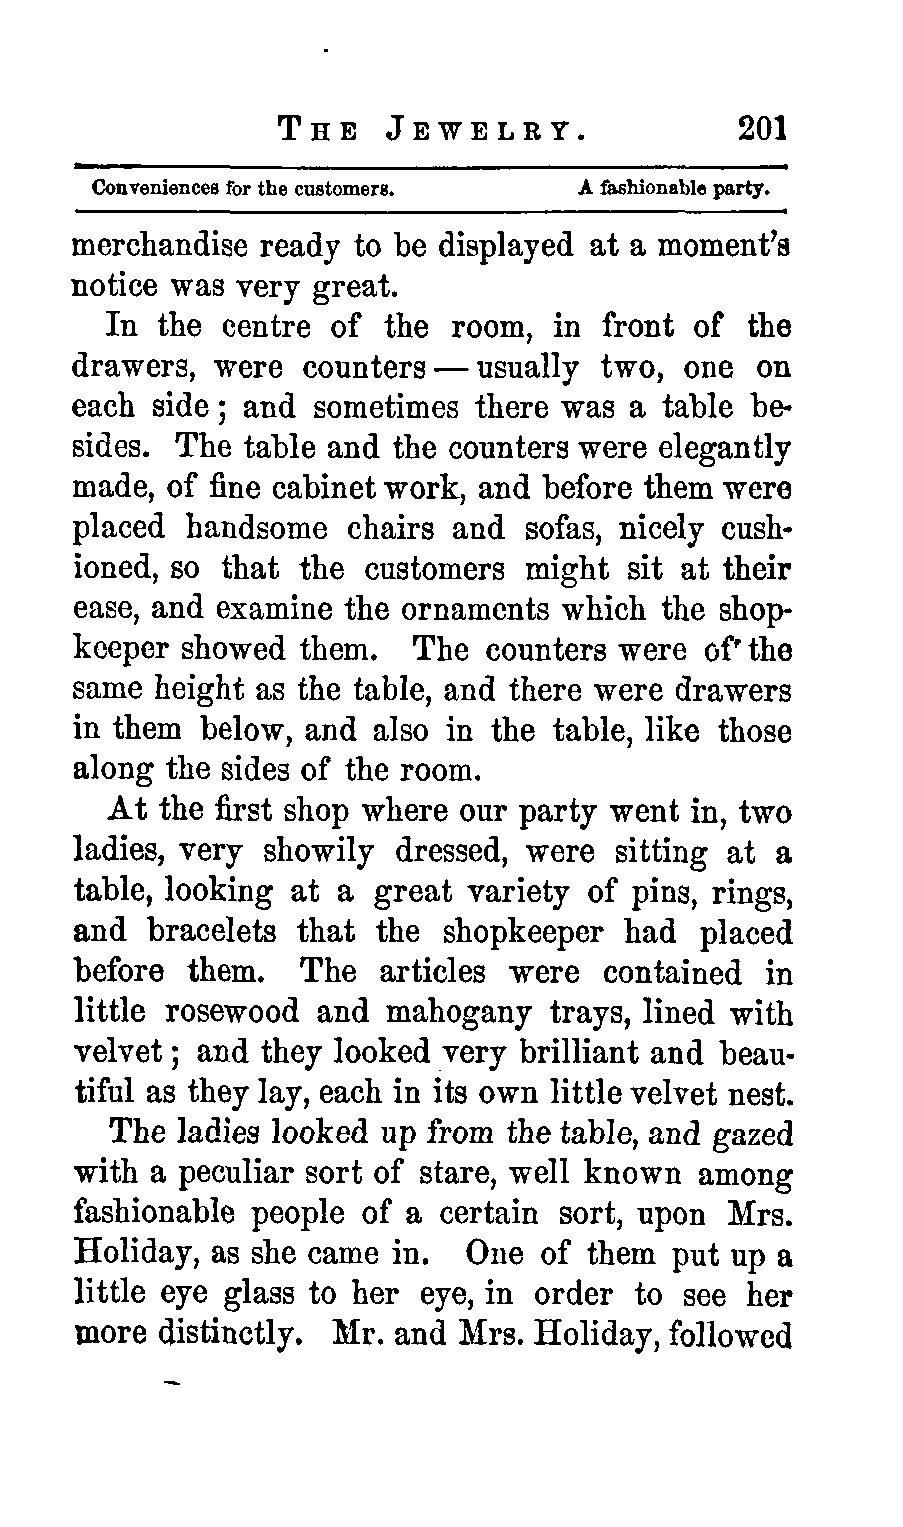 THE JEWELRY. 201
Conveniences for the customers. A fashionable party.
merchandise ready to be displayed at a moment's
notice was very great.
In the centre of the room, in front of the
drawers, were counters — usually two, one on
each side; and sometimes there was a table be-
sides. The table and the counters were elegantly
made, of fine cabinet work, and before them were
placed handsome chairs and sofas, nicely cush-
ioned, so that the customers might sit at their
ease, and examine the ornaments which the shop-
keeper showed them. The counters were of the
same height as the table, and there were drawers
in them below, and also in the table, like those
along the sides of the room.
At the first shop where our party went in, two
ladies, very showily dressed, were sitting at a
table, looking at a great variety of pins, rings,
and bracelets that the shopkeeper had placed
before them. The articles were contained in
little rosewood and mahogany trays, lined with
velvet; and they looked very brilliant and beau-
tiful as they lay, each in its own little velvet nest.
The ladies looked up from the table, and gazed
with a peculiar sort of stare, well known among
fashionable people of a certain sort, upon Mrs.
Holiday, as she came in. One of them put up a
little eye glass to her eye, in order to see her
more distinctly. Mr. and Mrs. Holiday, followed